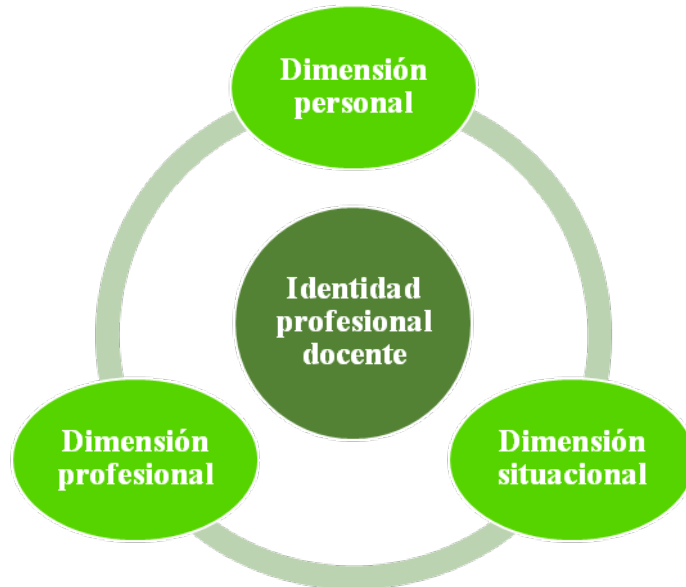 Dimensión
personal
Identidad
profesional
docente
Dimensión
profesional
Dimensión
situacional